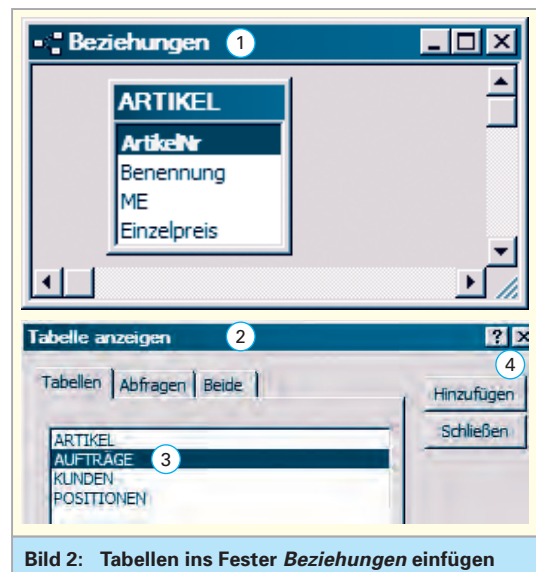 Beziehungen 1
ARTIKEL
ArtikelNr
Benennung
ME
Einzelpreis
Tabelle anzeigen 2
4
Tabellen Abfragen Beide
Hinzufügen
Schließen
ARTIKEL
AUFTRÄGE 3
KUNDEN
POSITIONEN
Bild 2: Tabellen ins Fester Beziehungen einfügen